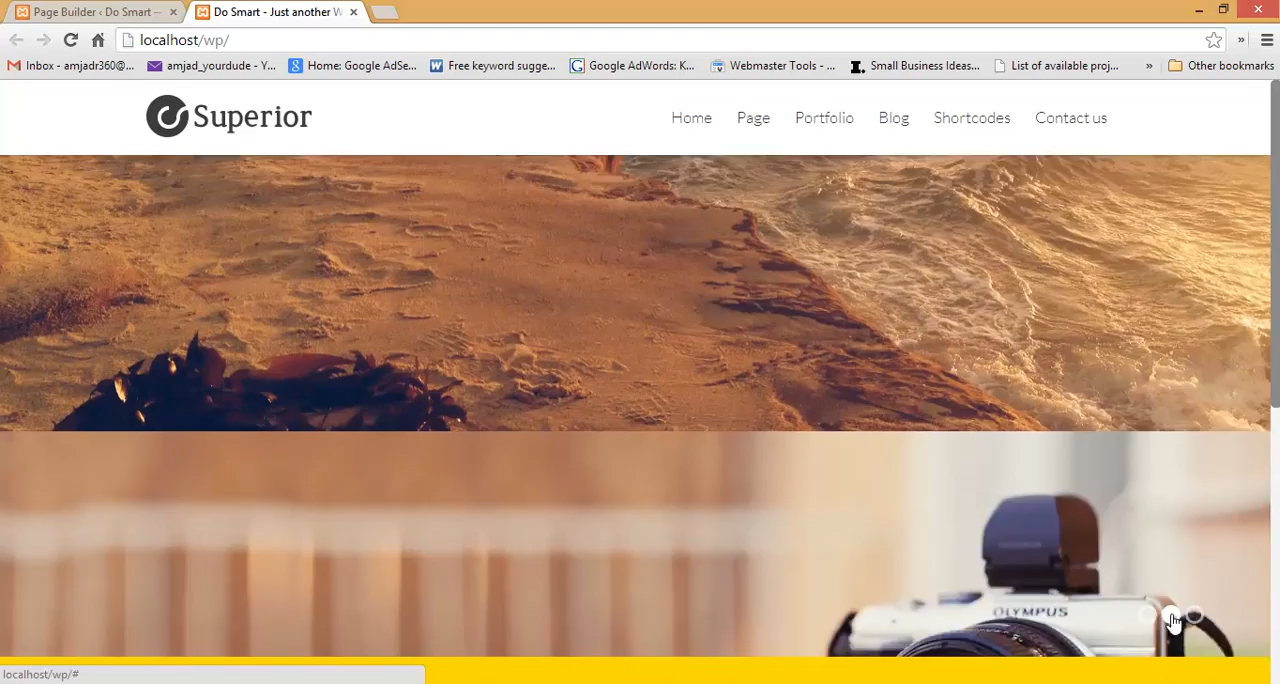 Page Builder ‹ Do Smart —
Do Smart - Just another W
localhost/wp/
Inbox - amjadr360@...
amjad_yourdude - Y...
Home: Google AdSe...
Free keyword sugge...
Google AdWords: K...
Webmaster Tools - ...
Small Business Ideas...
List of available proj...
»
Other bookmarks
Superior
Home
Page
Portfolio
Blog
Shortcodes
Contact us
OLYMPUS
localhost/wp/#